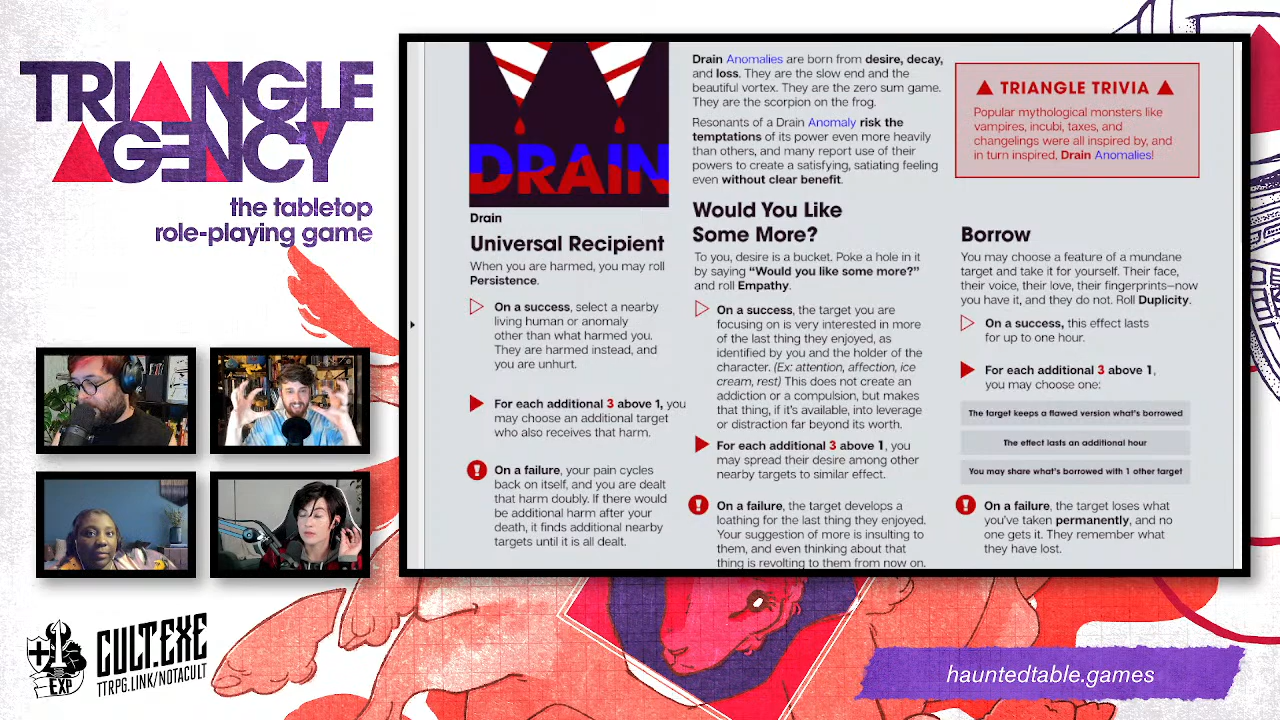 TRIANGLE
AGENCY
the tabletop
role-playing game
DRAIN
Drain
Universal Recipient
When you are harmed, you may roll
Persistence.
On a success, select a nearby
living human or anomaly
other than what harmed you.
They are harmed instead, and
you are unhurt.
For each additional 3 above 1, you
may choose an additional target
who also receives that harm.
On a failure, your pain cycles
back on itself, and you are dealt
that harm doubly. If there would
be additional harm after your
death, it finds additional nearby
targets until it is all dealt.
Drain Anomalies are born from desire, decay,
and loss. They are the slow end and the
beautiful vortex. They are the zero sum game.
They are the scorpion on the frog.
Resonants of a Drain Anomaly risk the
temptations of its power even more heavily
than others, and many report use of their
powers to create a satisfying, satiating feeling
even without clear benefit.
Would You Like
Some More?
To you, desire is a bucket. Poke a hole in it
by saying “Would you like some more?”
and roll Empathy.
On a success, the target you are
focusing on is very interested in more
of the last thing they enjoyed, as
identified by you and the holder of the
character. (Ex: attention, affection, ice
cream, rest) This does not create an
addiction or a compulsion, but makes
that thing, if it’s available, into leverage
or distraction far beyond its worth.
For each additional 3 above 1, you
may spread their desire among other
nearby targets to similar effect.
On a failure, the target develops a
loathing for the last thing they enjoyed.
Your suggestion of more is insulting to
them, and even thinking about that
thing is revolting to them from now on.
TRIANGLE TRIVIA
Popular mythological monsters like
vampires, incubi, taxes, and
changelings were all inspired by, and
in turn inspired, Drain Anomalies!
Borrow
You may choose a feature of a mundane
target and take it for yourself. Their face,
their voice, their love, their fingerprints—now
you have it, and they do not. Roll Duplicity.
On a success, this effect lasts
for up to one hour.
For each additional 3 above 1,
you may choose one:
The target keeps a flawed version what’s borrowed
The effect lasts an additional hour
You may share what’s borrowed with 1 other target
On a failure, the target loses what
you’ve taken permanently, and no
one gets it. They remember what
they have lost.
+1
EXP
CULT.EXE
TTRPG.LINK/NOTACULT
hauntedtable.games